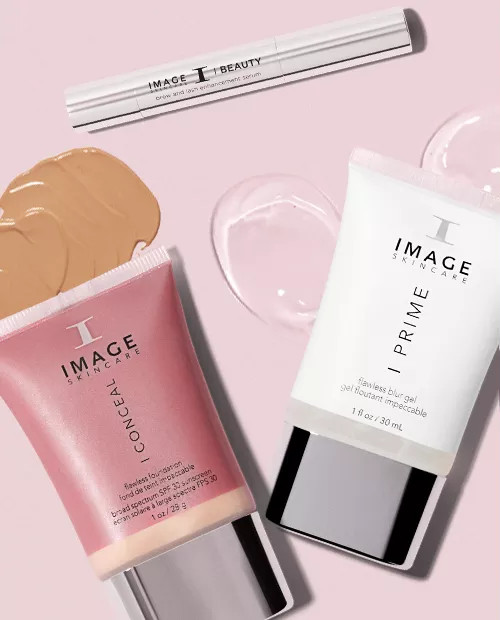 IMAGE I | BEAUTY
SKINCARE
brow and lash enhancement serum
I
IMAGE
SKINCARE
I PRIME
flawless blur gel
gel floutant impeccable
1 fl oz / 30 mL
I
IMAGE
SKINCARE
I CONCEAL
flawless foundation
fond de teint impeccable
broad spectrum SPF 30 sunscreen
écran solaire à large spectre FPS 30
1 oz / 28 g